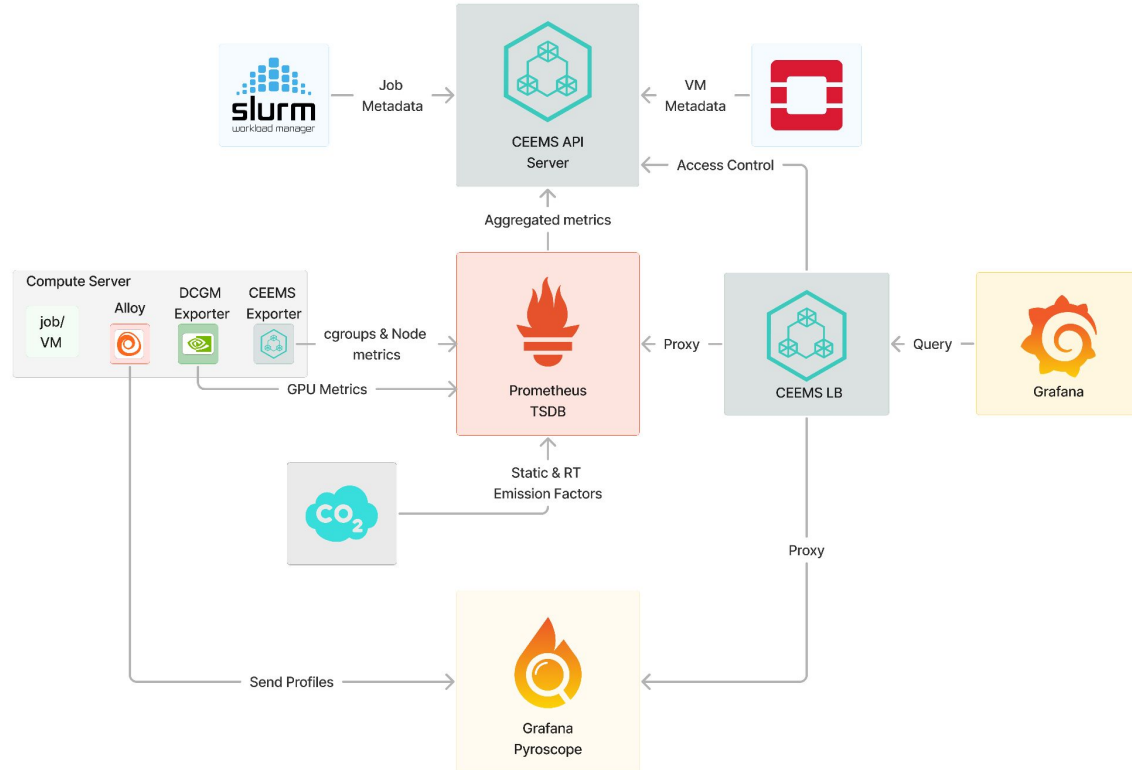 slurm
workload manager
Job
Metadata
CEEMS API
Server
VM
Metadata
Access Control
Aggregated metrics
Compute Server
job/
VM
Alloy
DCGM
Exporter
CEEMS
Exporter
cgroups & Node
metrics
GPU Metrics
Prometheus
TSDB
Proxy
CEEMS LB
Query
Grafana
CO2
Static & RT
Emission Factors
Proxy
Send Profiles
Grafana
Pyroscope